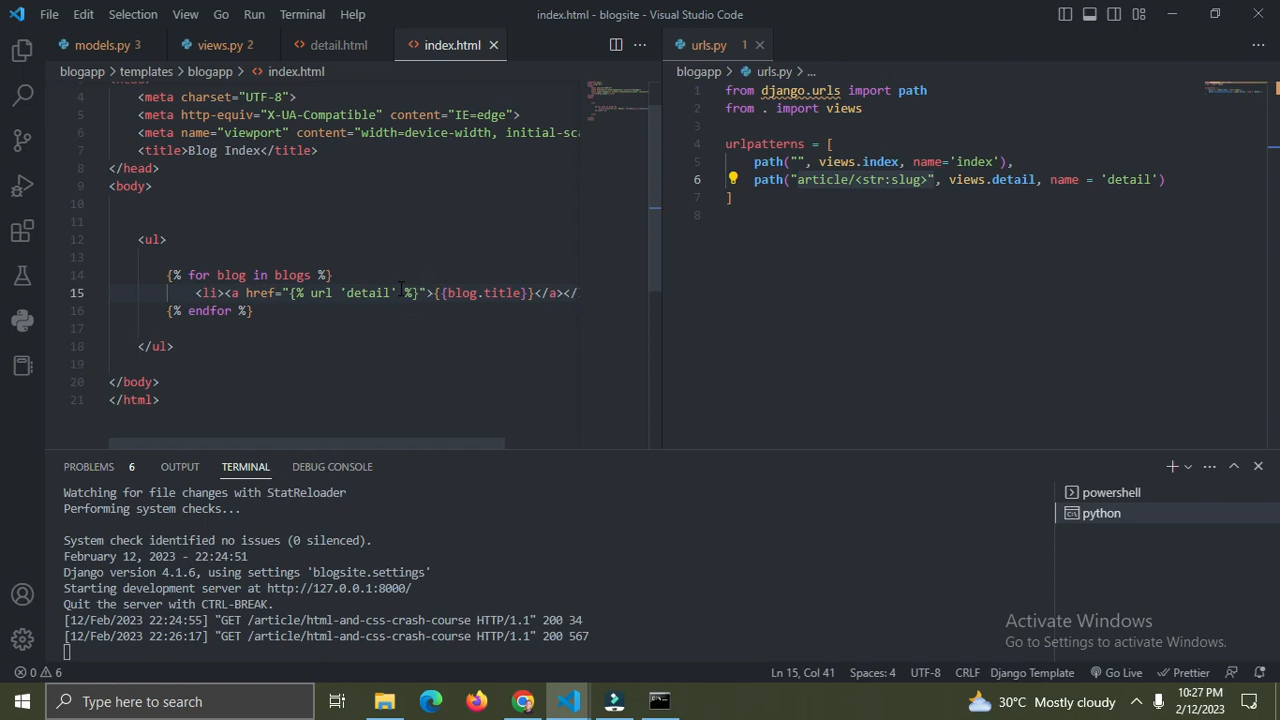 File Edit Selection View Go Run Terminal Help index.html - blogsite - Visual Studio Code
models.py 3 views.py 2 detail.html index.html
blogapp > templates > blogapp > index.html
4 <meta charset="UTF-8">
5 <meta http-equiv="X-UA-Compatible" content="IE=edge">
6 <meta name="viewport" content="width=device-width, initial-sca
7 <title>Blog Index</title>
8 </head>
9 <body>
10
11
12 <ul>
13
14 {% for blog in blogs %}
15 <li><a href="{% url 'detail' %}">{{blog.title}}</a></
16 {% endfor %}
17
18 </ul>
19
20 </body>
21 </html>
urls.py 1
blogapp > urls.py > ...
1 from django.urls import path
2 from . import views
3
4 urlpatterns = [
5 path("", views.index, name='index'),
6 path("article/<str:slug>", views.detail, name = 'detail')
7 ]
8
PROBLEMS 6 OUTPUT TERMINAL DEBUG CONSOLE
Watching for file changes with StatReloader
Performing system checks...
System check identified no issues (0 silenced).
February 12, 2023 - 22:24:51
Django version 4.1.6, using settings 'blogsite.settings'
Starting development server at http://127.0.0.1:8000/
Quit the server with CTRL-BREAK.
[12/Feb/2023 22:24:55] "GET /article/html-and-css-crash-course HTTP/1.1" 200 34
[12/Feb/2023 22:26:17] "GET /article/html-and-css-crash-course HTTP/1.1" 200 567
powershell
python
Activate Windows
Go to Settings to activate Windows.
0 6 Ln 15, Col 41 Spaces: 4 UTF-8 CRLF Django Template Go Live Prettier
Type here to search
30°C Mostly cloudy
10:27 PM
2/12/2023